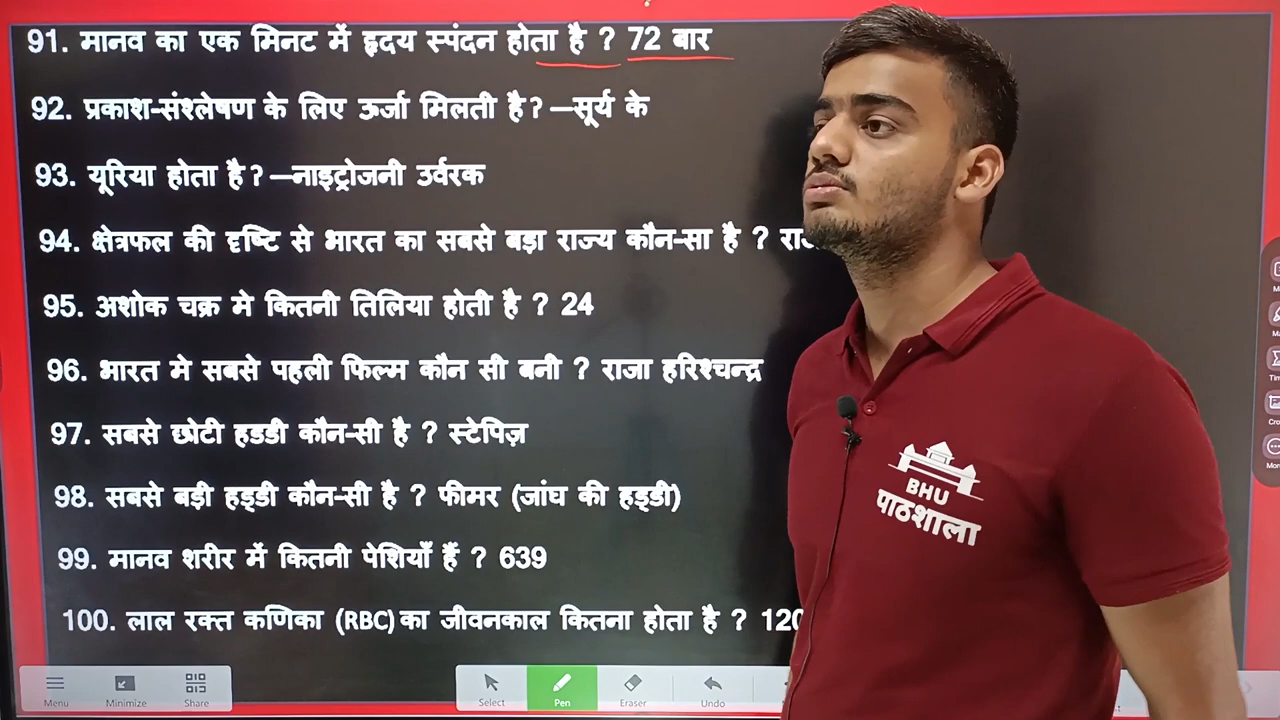 91. मानव का एक मिनट में हृदय स्पंदन होता है ? 72 बार
92. प्रकाश-संश्लेषण के लिए ऊर्जा मिलती है? —सूर्य के
93. यूरिया होता है? —नाइट्रोजनी उर्वरक
94. क्षेत्रफल की दृष्टि से भारत का सबसे बड़ा राज्य कौन-सा है ?
95. अशोक चक्र मे कितनी तिलिया होती है ? 24
96. भारत मे सबसे पहली फिल्म कौन सी बनी ? राजा हरिश्चन्द्र
97. सबसे छोटी हडडी कौन-सी है ? स्टेपिज़
98. सबसे बड़ी हड्डी कौन-सी है ? फीमर (जांघ की हड्डी)
99. मानव शरीर में कितनी पेशियाँ हैं ? 639
100. लाल रक्त कणिका (RBC) का जीवनकाल कितना होता है ? 120
BHU
पाठशाला
Menu Minimize Share Select Pen Eraser Undo